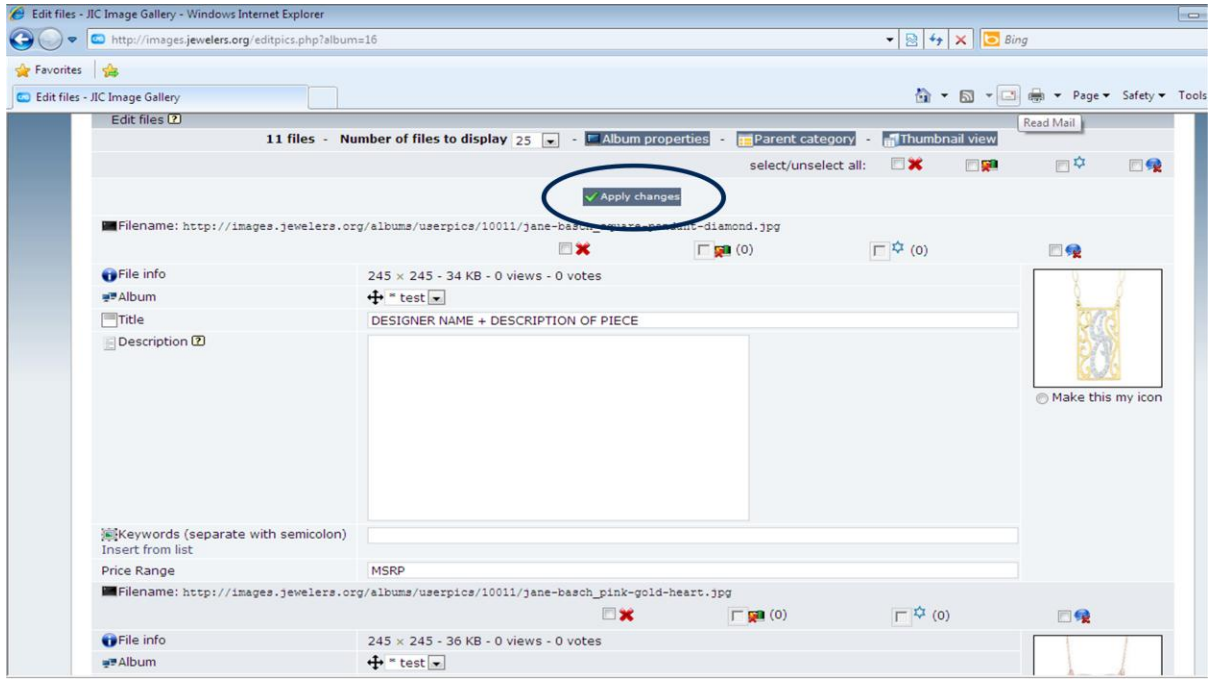 Edit files - JIC Image Gallery - Windows Internet Explorer
http://images.jewelers.org/editpics.php?album=16
Bing
Favorites
Edit files - JIC Image Gallery
Page Safety Tools
Read Mail
Edit files
11 files - Number of files to display 25 - Album properties - Parent category - Thumbnail view
select/unselect all:
Apply changes
Filename: http://images.jewelers.org/albums/userpics/10011/jane-basch_square-pendant-diamond.jpg
(0) (0)
File info 245 × 245 - 34 KB - 0 views - 0 votes
Album * test
Title DESIGNER NAME + DESCRIPTION OF PIECE
Description
Make this my icon
Keywords (separate with semicolon)
Insert from list
Price Range MSRP
Filename: http://images.jewelers.org/albums/userpics/10011/jane-basch_pink-gold-heart.jpg
(0) (0)
File info 245 × 245 - 36 KB - 0 views - 0 votes
Album * test